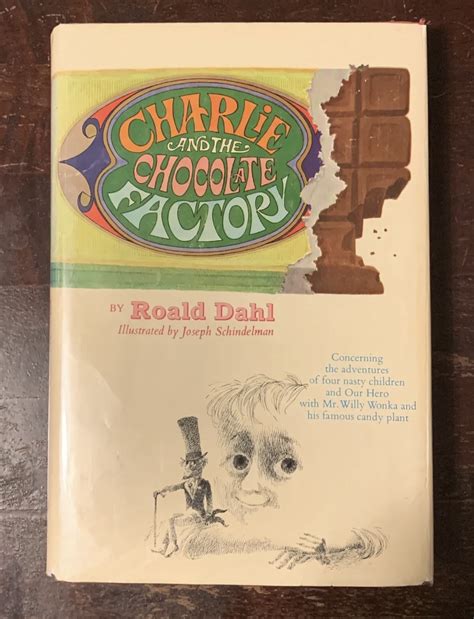 CHARLIE
AND THE
CHOCOLATE
FACTORY
BY Roald Dahl
Illustrated by Joseph Schindelman
Concerning
the adventures
of four nasty children
and Our Hero
with Mr. Willy Wonka and
his famous candy plant